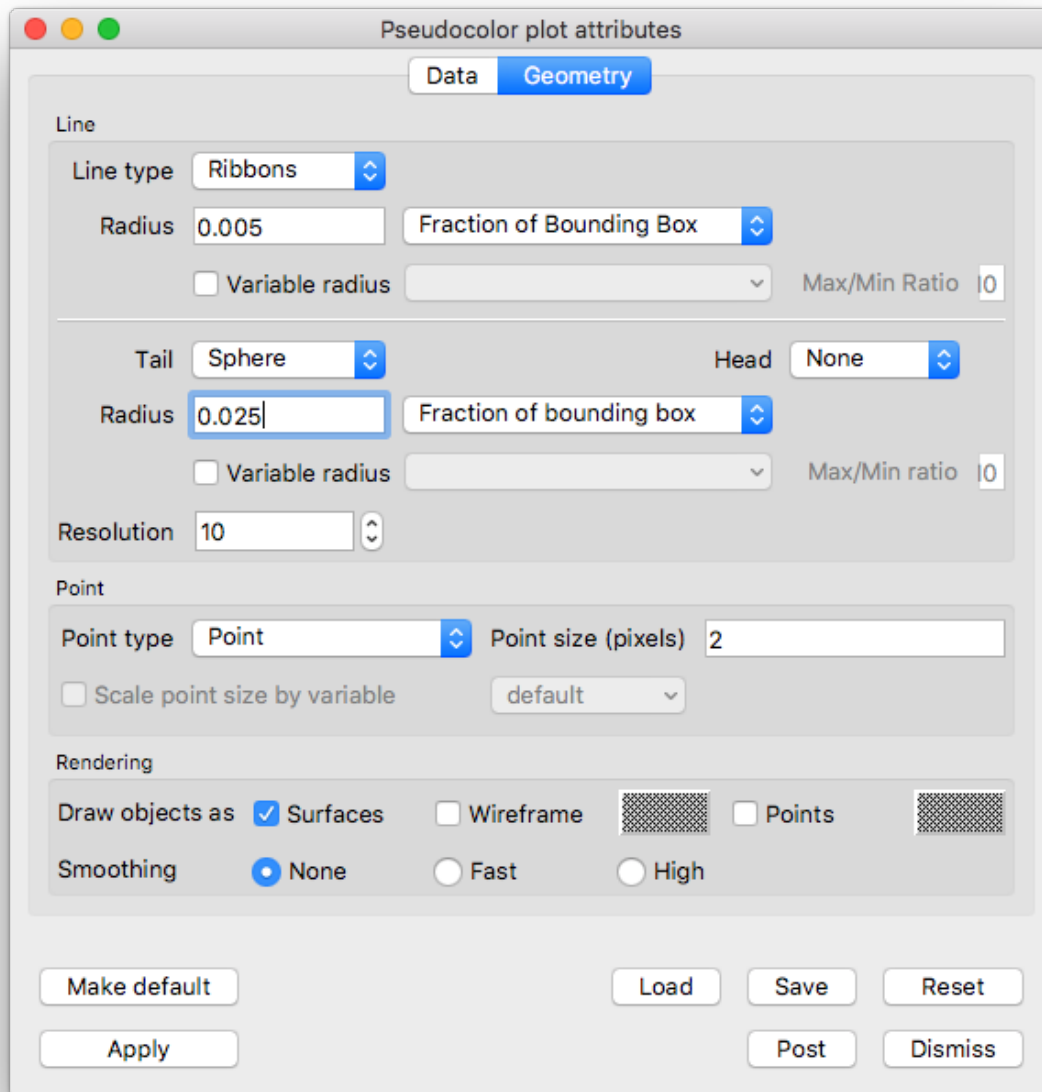 Pseudocolor plot attributes
Data Geometry
Line
Line type Ribbons
Radius 0.005 Fraction of Bounding Box
Variable radius Max/Min Ratio
Tail Sphere Head None
Radius 0.025 Fraction of bounding box
Variable radius Max/Min ratio
Resolution 10
Point
Point type Point Point size (pixels) 2
Scale point size by variable default
Rendering
Draw objects as Surfaces Wireframe Points
Smoothing None Fast High
Make default Load Save Reset
Apply Post Dismiss